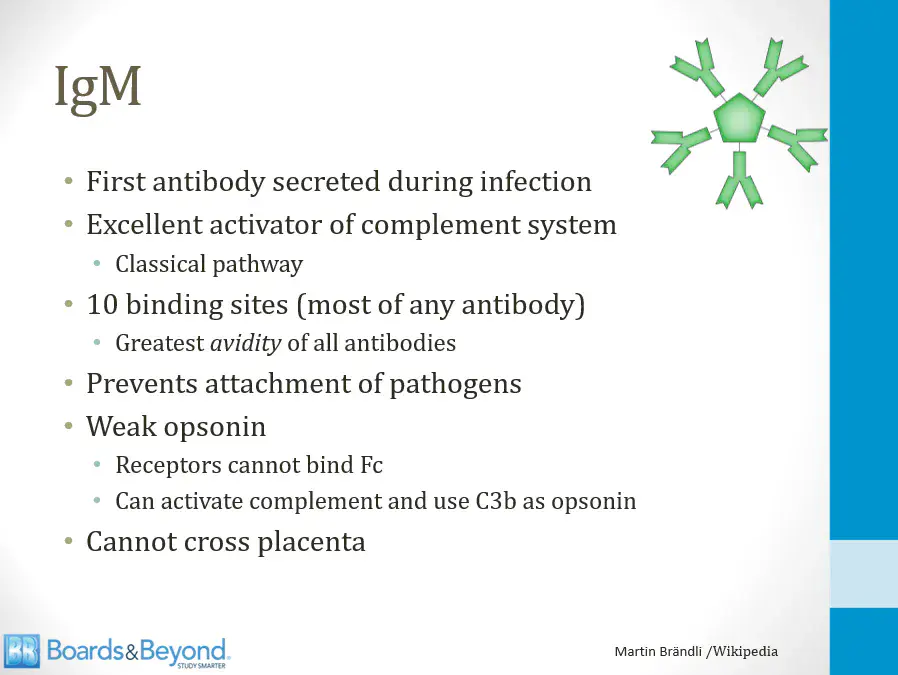 IgM
• First antibody secreted during infection
• Excellent activator of complement system
• Classical pathway
• 10 binding sites (most of any antibody)
• Greatest avidity of all antibodies
• Prevents attachment of pathogens
• Weak opsonin
• Receptors cannot bind Fc
• Can activate complement and use C3b as opsonin
• Cannot cross placenta
BB Boards&Beyond.
STUDY SMARTER
Martin Brändli /Wikipedia